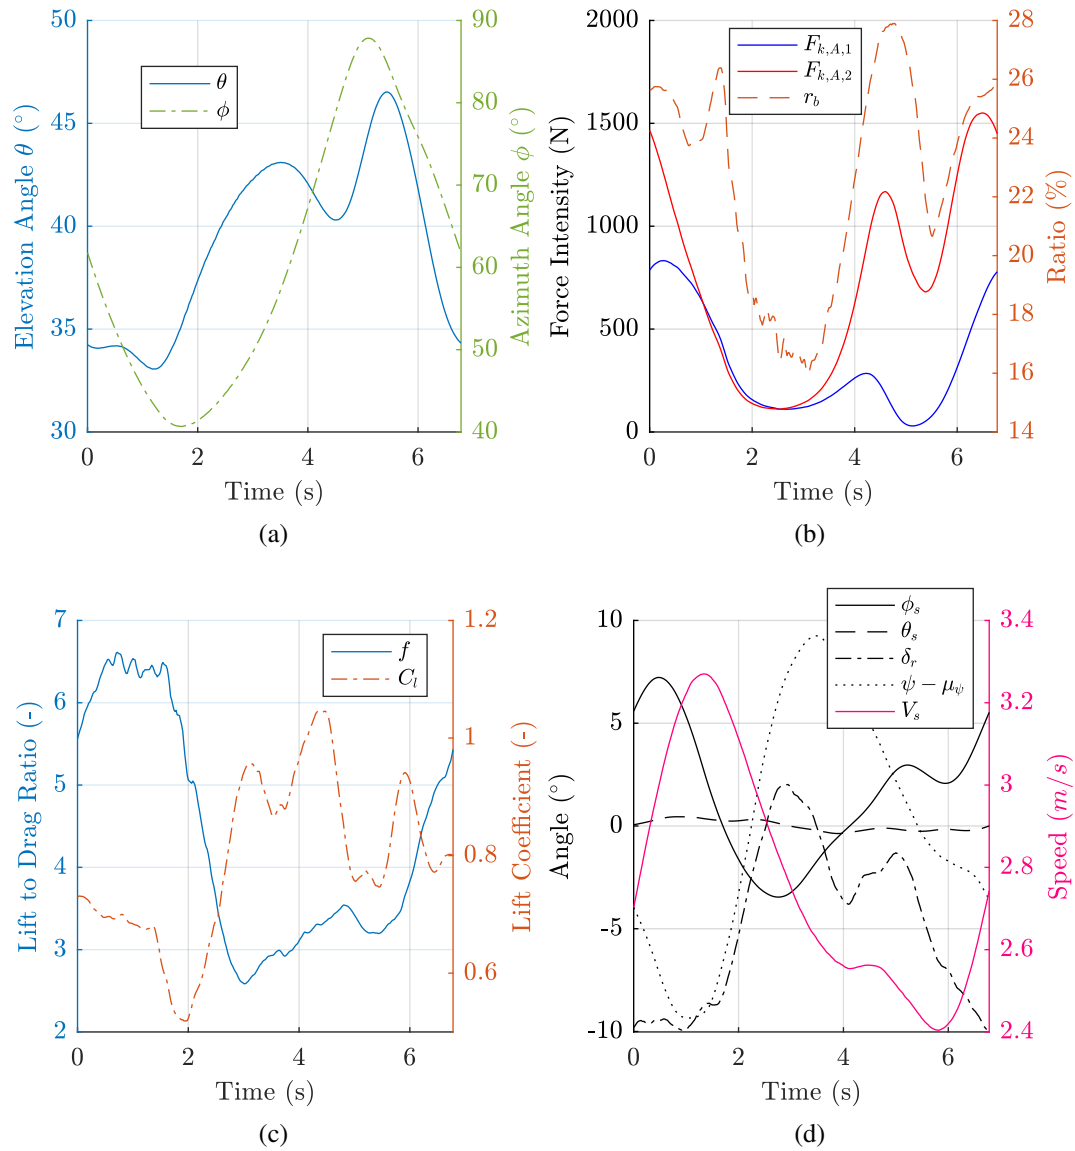 50
45
40
35
30
90
80
70
60
50
40
θ
ϕ
Elevation Angle θ (°)
Azimuth Angle ϕ (°)
0 2 4 6
Time (s)
(a)
2000
1500
1000
500
0
28
26
24
22
20
18
16
14
F_{k,A,1}
F_{k,A,2}
r_b
Force Intensity (N)
Ratio (%)
0 2 4 6
Time (s)
(b)
7
6
5
4
3
2
1.2
1
0.8
0.6
f
C_l
Lift to Drag Ratio (-)
Lift Coefficient (-)
0 2 4 6
Time (s)
(c)
10
5
0
-5
-10
3.4
3.2
3
2.8
2.6
2.4
ϕ_s
θ_s
δ_r
ψ − μ_ψ
V_s
Angle (°)
Speed (m/s)
0 2 4 6
Time (s)
(d)